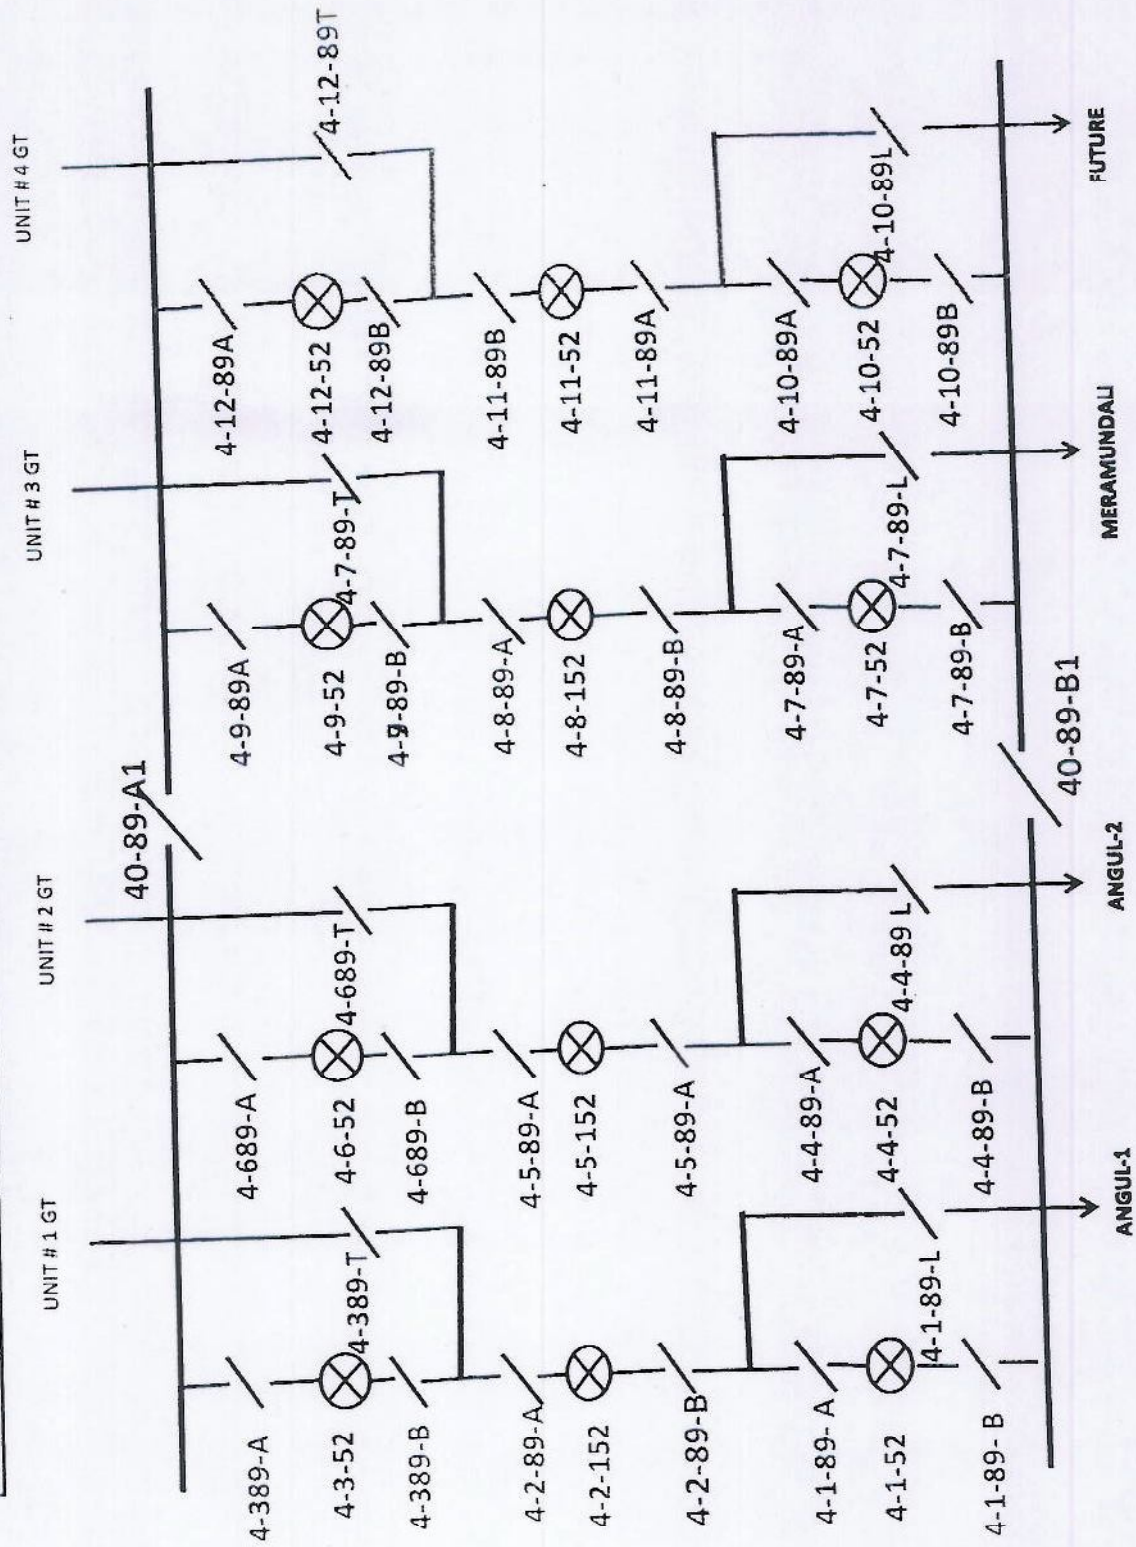 UNIT # 1 GT
UNIT # 2 GT
UNIT # 3 GT
UNIT # 4 GT
40-89-A1
4-389-A
4-3-52
4-389-T
4-389-B
4-2-89-A
4-2-152
4-2-89-B
4-1-89- A
4-1-52
4-1-89-L
4-1-89- B
4-689-A
4-6-52
4-689-T
4-689-B
4-5-89-A
4-5-152
4-5-89-A
4-4-89-A
4-4-52
4-4-89 L
4-4-89-B
4-9-89A
4-9-52
4-7-89-T
4-9-89-B
4-8-89-A
4-8-152
4-8-89-B
4-7-89-A
4-7-52
4-7-89-L
4-7-89-B
4-12-89A
4-12-52
4-12-89T
4-12-89B
4-11-89B
4-11-52
4-11-89A
4-10-89A
4-10-52
4-10-89L
4-10-89B
40-89-B1
ANGUL-1
ANGUL-2
MERAMUNDALI
FUTURE